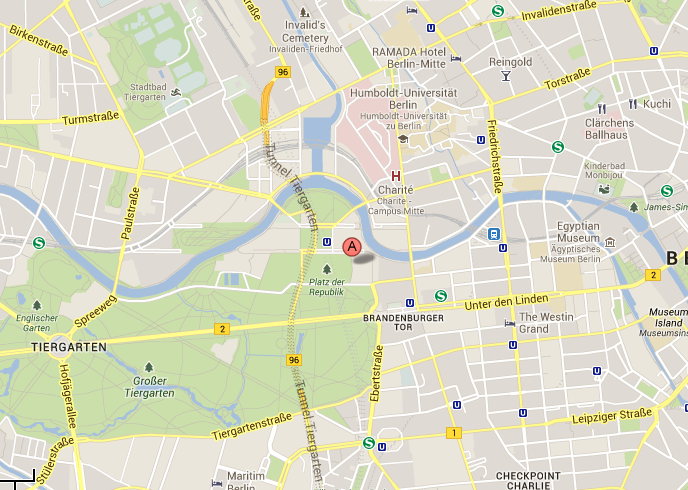 Invalid's
Cemetery
Invaliden-Friedhof
Invalidenstraße
S
Birkenstraße
U
RAMADA Hotel
Berlin-Mitte
Reingold
96
Torstraße
Stadtbad
Tiergarten
Humboldt-Universität
Berlin
Humboldt-Universität
zu Berlin
Kuchi
Clärchens
Ballhaus
Turmstraße
Friedrichstraße
U
S
Tunnel Tiergarten
H
Charité
Charite -
Campus Mitte
Kinderbad
Monbijou
S
James-Sim
Paulstraße
S
U
A
U
Egyptian
Museum
Ägyptisches
Museum Berlin
B E
2
Platz der
Republik
Englischer
Garten
Spreeweg
U
S
Unter den Linden
2
BRANDENBURGER
TOR
The Westin
Grand
Museum
Island
Museumsins
TIERGARTEN
U
96
Ebertstraße
U
Großer
Tiergarten
Hofjägerallee
Tunnel Tiergarten
U
U
U
Tiergartenstraße
Leipziger Straße
1
S
U
Stülerstraße
Maritim
Berlin
CHECKPOINT
CHARLIE